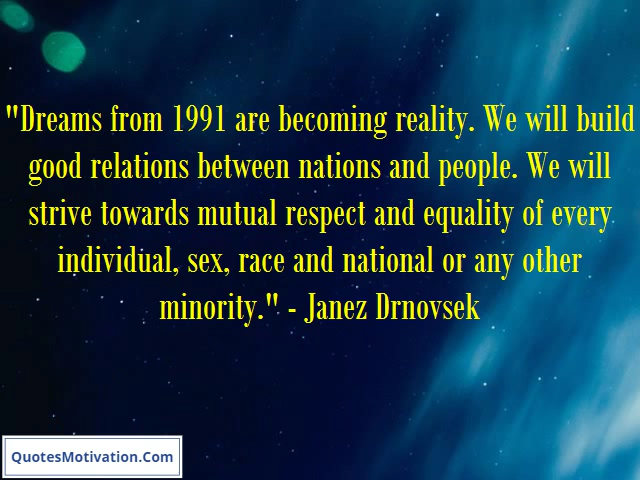 "Dreams from 1991 are becoming reality. We will build
good relations between nations and people. We will
strive towards mutual respect and equality of every
individual, sex, race and national or any other
minority." - Janez Drnovsek
QuotesMotivation.Com